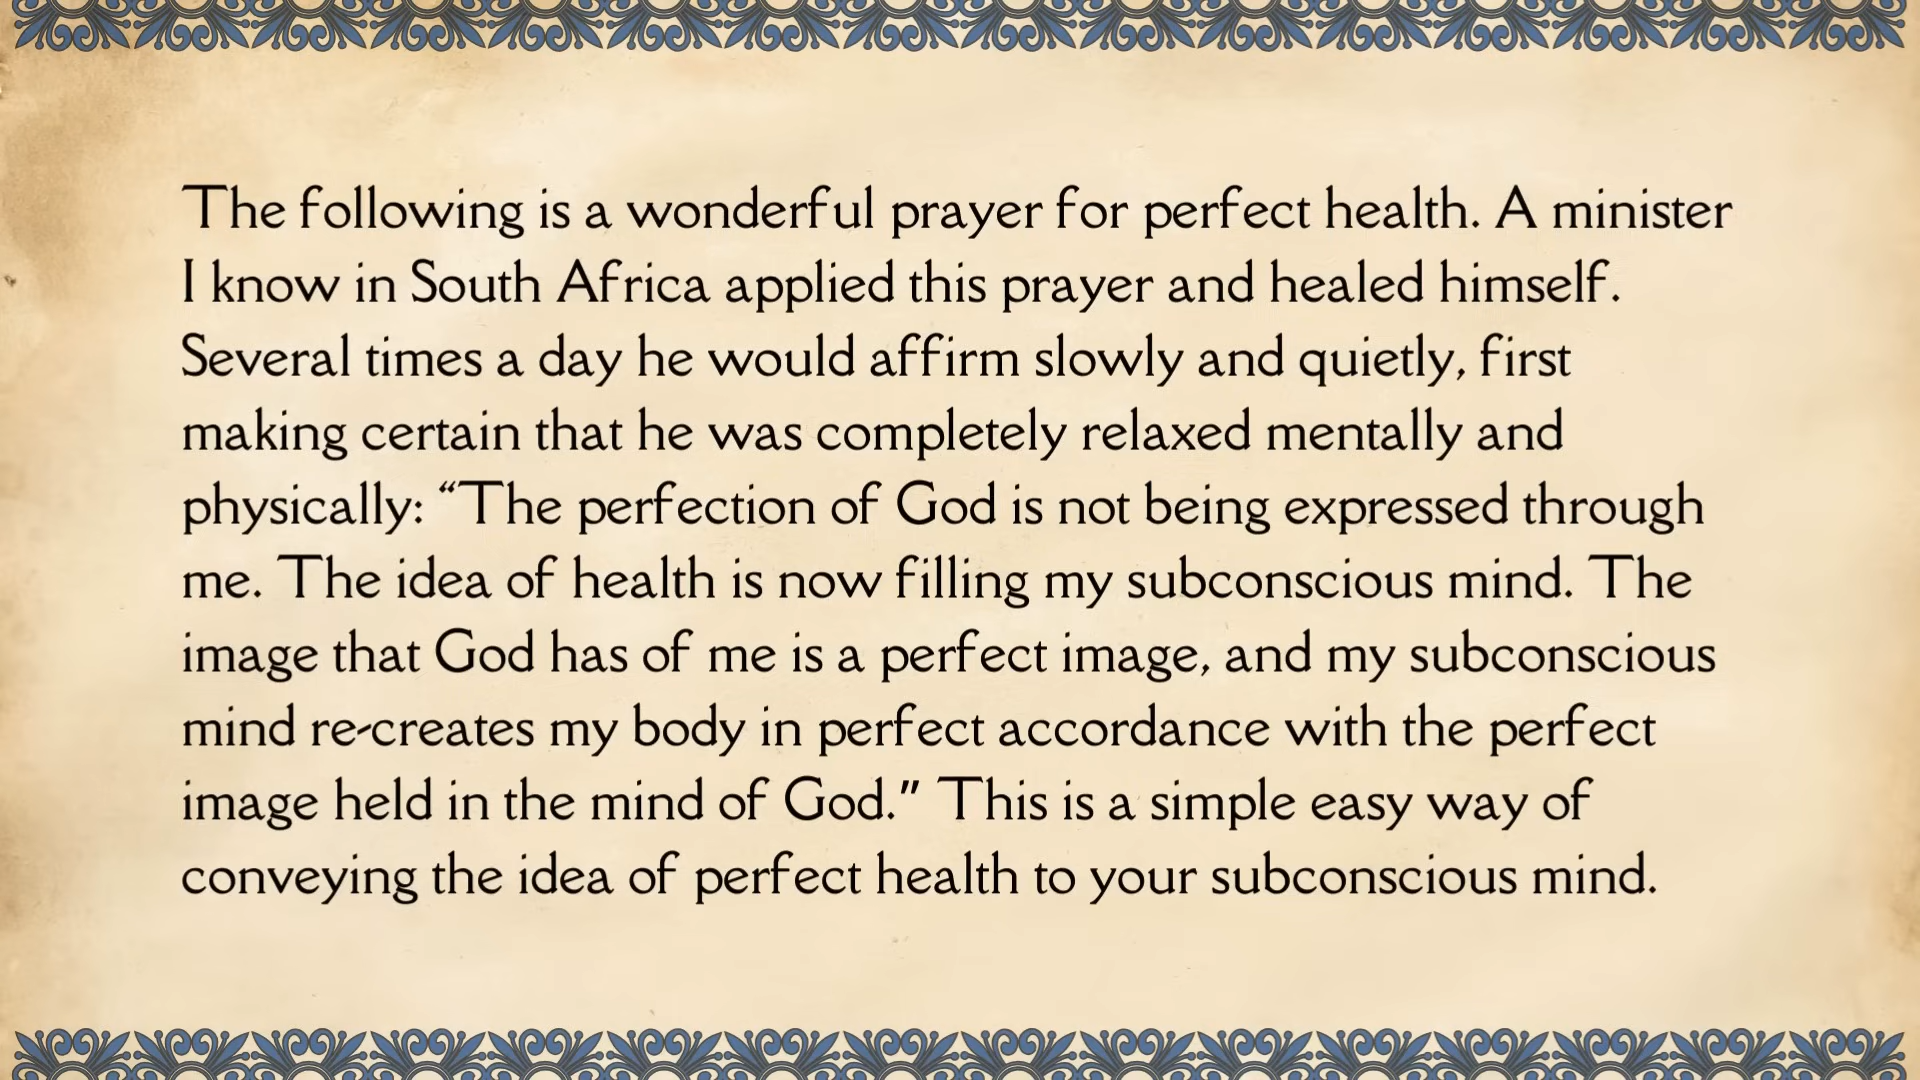 The following is a wonderful prayer for perfect health. A minister
I know in South Africa applied this prayer and healed himself.
Several times a day he would affirm slowly and quietly, first
making certain that he was completely relaxed mentally and
physically: “The perfection of God is not being expressed through
me. The idea of health is now filling my subconscious mind. The
image that God has of me is a perfect image, and my subconscious
mind re-creates my body in perfect accordance with the perfect
image held in the mind of God." This is a simple easy way of
conveying the idea of perfect health to your subconscious mind.